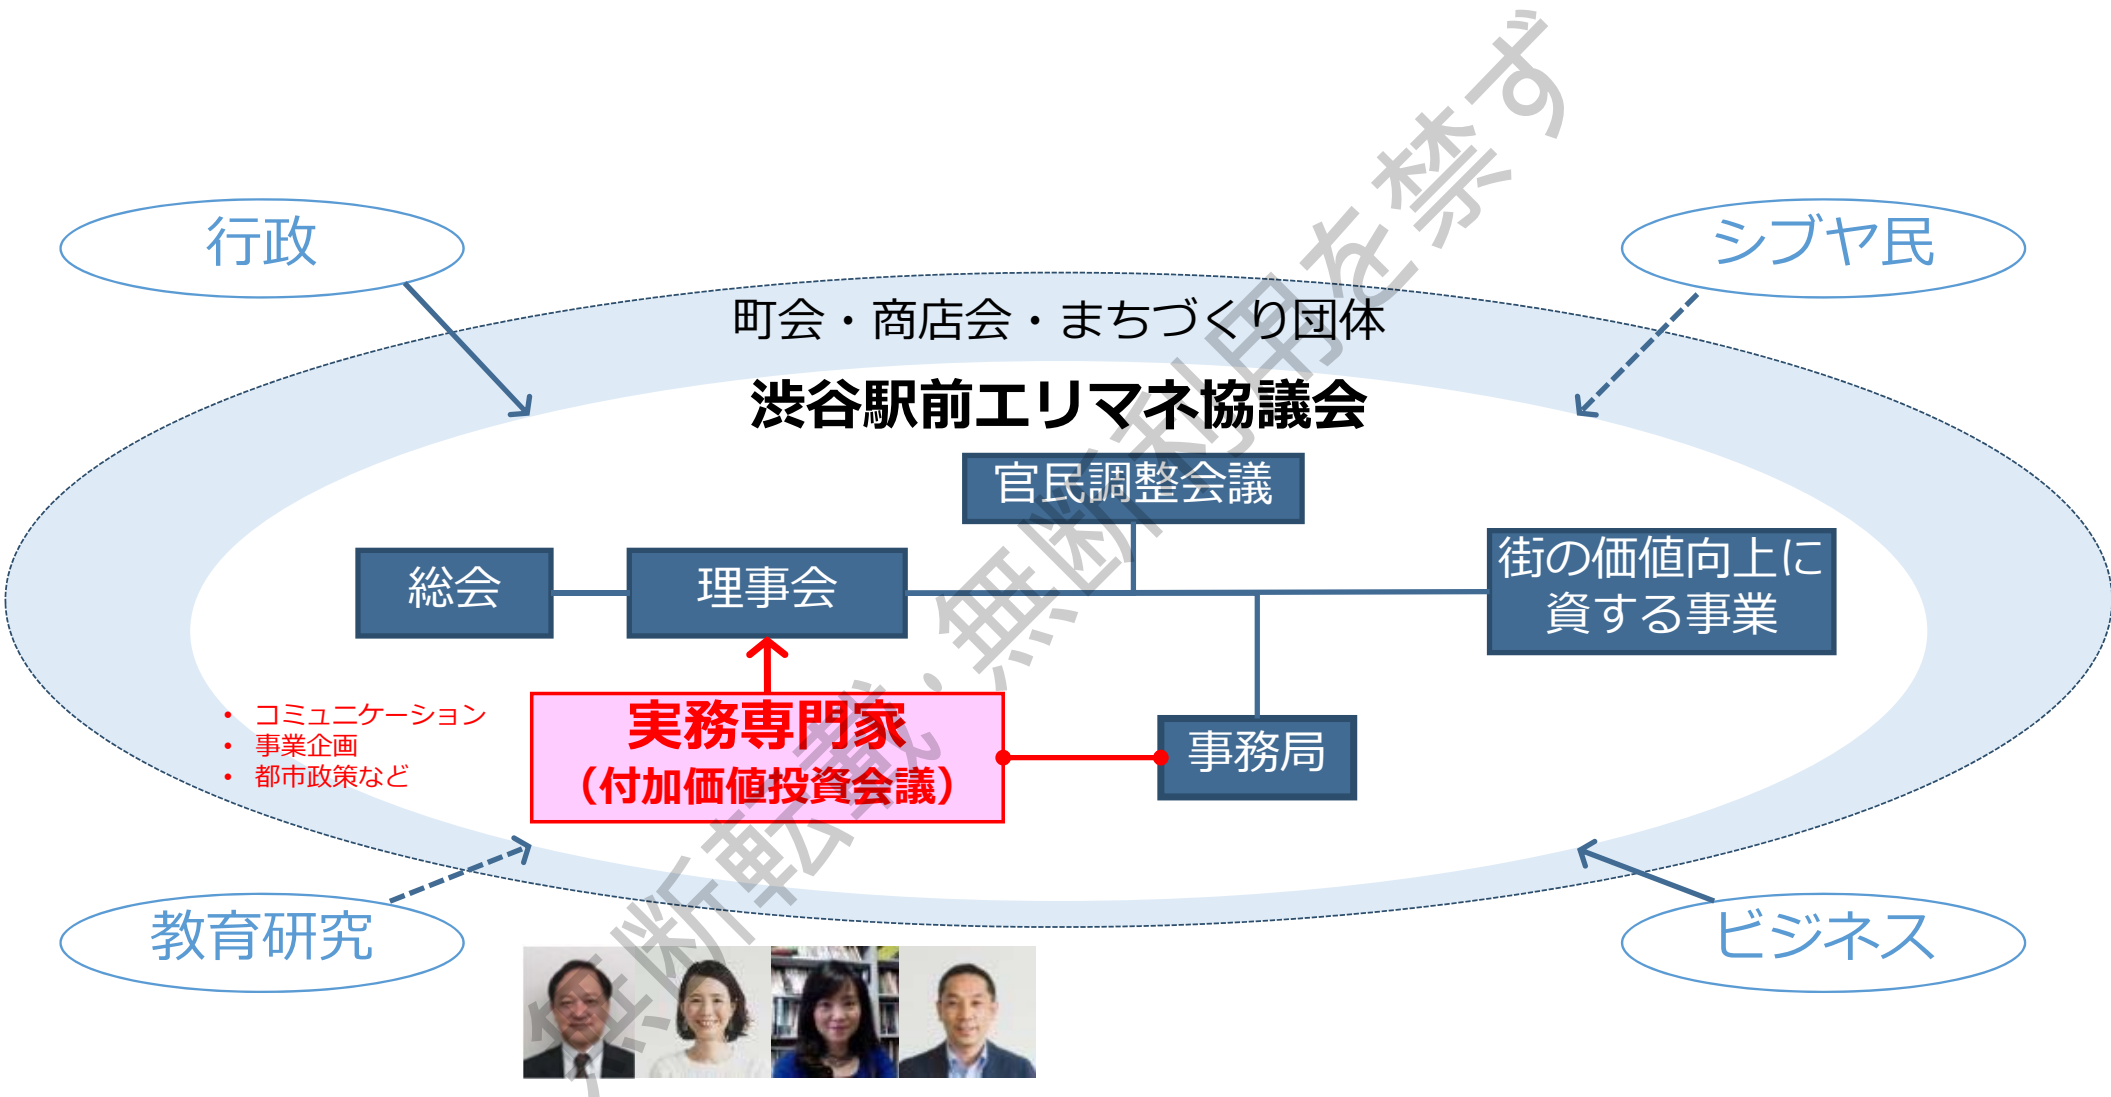 行政
シブヤ民
町会・商店会・まちづくり団体
渋谷駅前エリマネ協議会
官民調整会議
総会
理事会
街の価値向上に
資する事業
・ コミュニケーション
・ 事業企画
・ 都市政策など
実務専門家
（付加価値投資会議）
事務局
教育研究
ビジネス
無断転載・無断利用を禁ず